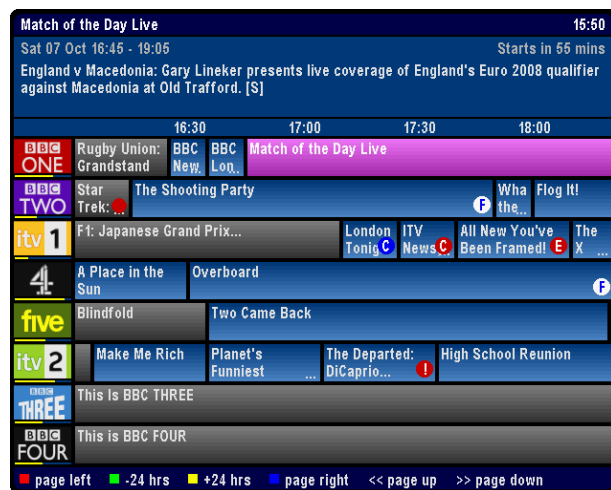 Match of the Day Live 15:50
Sat 07 Oct 16:45 - 19:05 Starts in 55 mins
England v Macedonia: Gary Lineker presents live coverage of England's Euro 2008 qualifier
against Macedonia at Old Trafford. [S]
16:30 17:00 17:30 18:00
BBC
ONE
Rugby Union:
Grandstand
BBC
New...
BBC
Lon...
Match of the Day Live
BBC
TWO
Star
Trek: ...
The Shooting Party
F
Wha
the...
Flog It!
itv 1
F1: Japanese Grand Prix...
London
Tonig
C
ITV
News...
C
All New You've
Been Framed!
E
The
X ...
4
A Place in the
Sun
Overboard
F
five
Blindfold
Two Came Back
itv 2
Make Me Rich
Planet's
Funniest ...
The Departed:
DiCaprio...
!
High School Reunion
BBC
THREE
This Is BBC THREE
BBC
FOUR
This is BBC FOUR
page left -24 hrs +24 hrs page right << page up >> page down